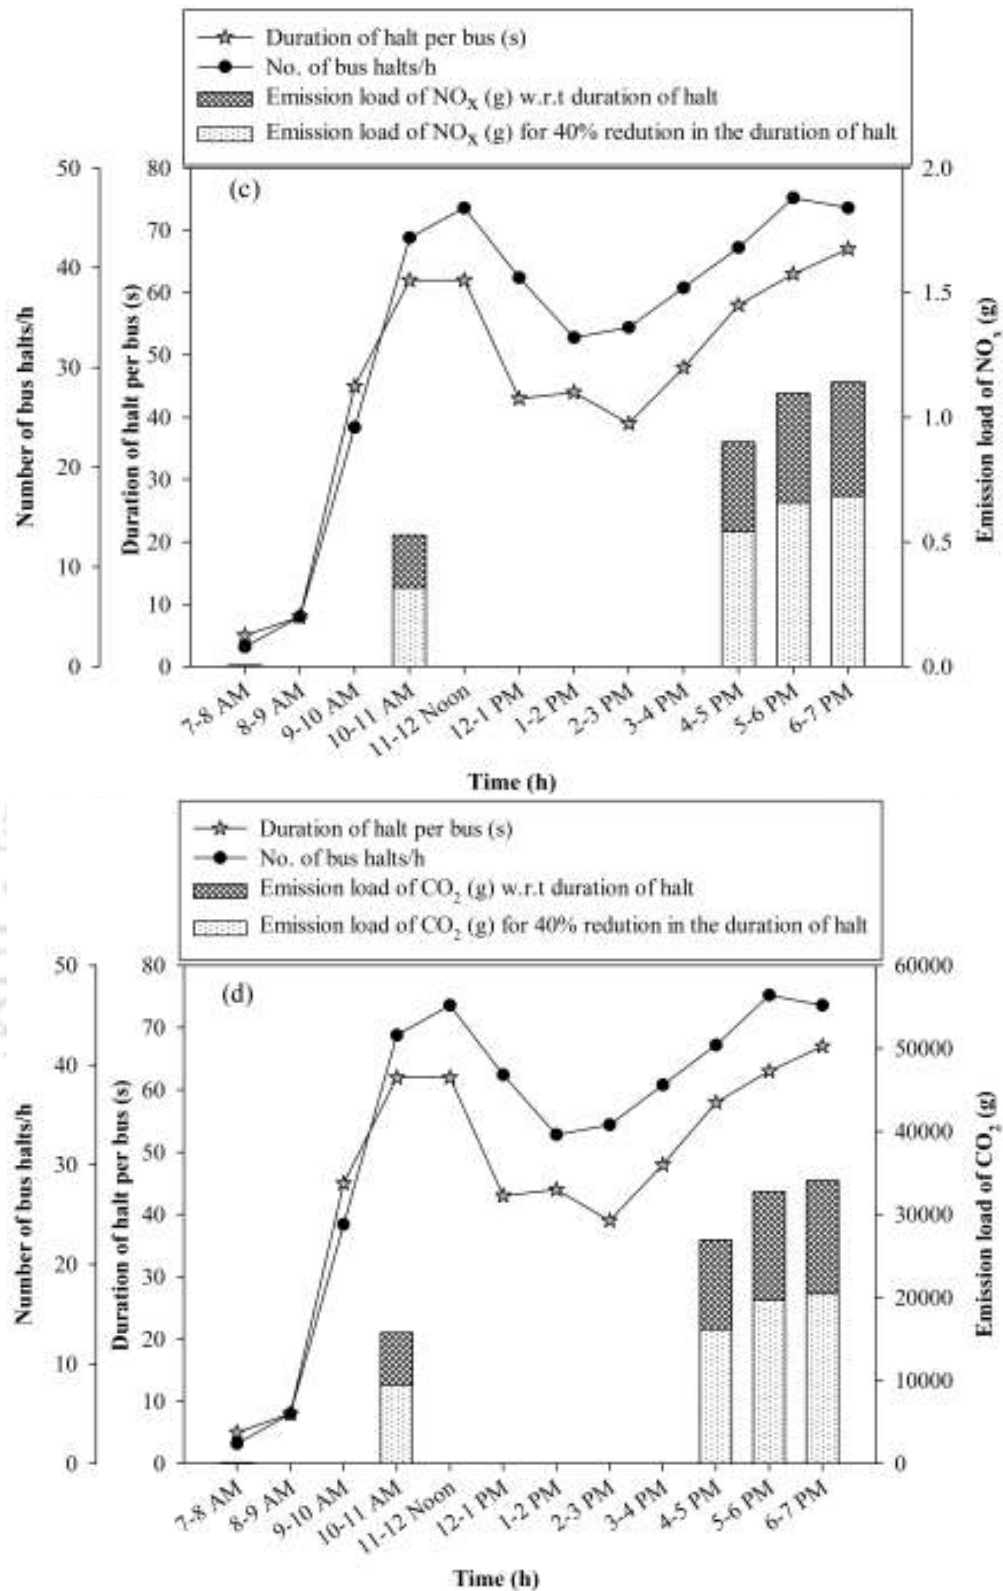 Duration of halt per bus (s)
No. of bus halts/h
Emission load of NOX (g) w.r.t duration of halt
Emission load of NOX (g) for 40% redution in the duration of halt
(c)
50
40
30
20
10
0
Number of bus halts/h
80
70
60
50
40
30
20
10
0
Duration of halt per bus (s)
2.0
1.5
1.0
0.5
0.0
Emission load of NOx (g)
7-8 AM
8-9 AM
9-10 AM
10-11 AM
11-12 Noon
12-1 PM
1-2 PM
2-3 PM
3-4 PM
4-5 PM
5-6 PM
6-7 PM
Time (h)
Duration of halt per bus (s)
No. of bus halts/h
Emission load of CO2 (g) w.r.t duration of halt
Emission load of CO2 (g) for 40% redution in the duration of halt
(d)
50
40
30
20
10
0
Number of bus halts/h
80
70
60
50
40
30
20
10
0
Duration of halt per bus (s)
60000
50000
40000
30000
20000
10000
0
Emission load of CO2 (g)
7-8 AM
8-9 AM
9-10 AM
10-11 AM
11-12 Noon
12-1 PM
1-2 PM
2-3 PM
3-4 PM
4-5 PM
5-6 PM
6-7 PM
Time (h)